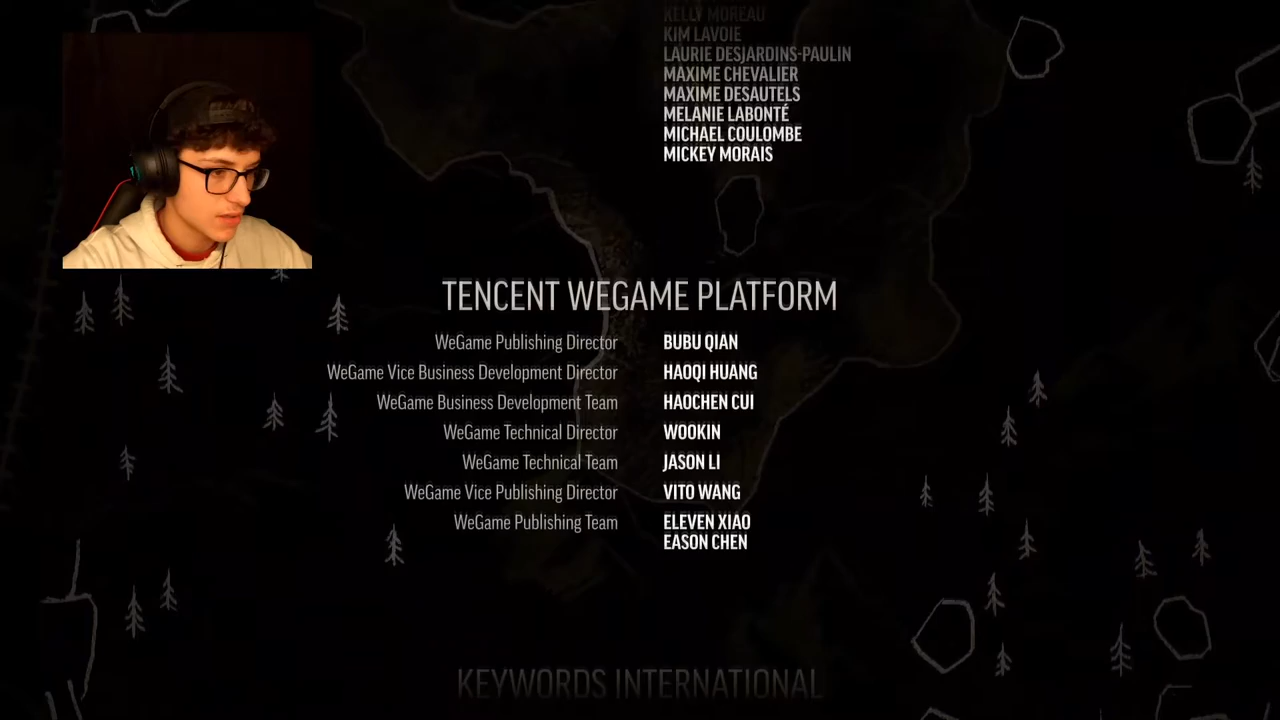 KELLY MOREAU
KIM LAVOIE
LAURIE DESJARDINS-PAULIN
MAXIME CHEVALIER
MAXIME DESAUTELS
MELANIE LABONTÉ
MICHAEL COULOMBE
MICKEY MORAIS
TENCENT WEGAME PLATFORM
WeGame Publishing Director BUBU QIAN
WeGame Vice Business Development Director HAOQI HUANG
WeGame Business Development Team HAOCHEN CUI
WeGame Technical Director WOOKIN
WeGame Technical Team JASON LI
WeGame Vice Publishing Director VITO WANG
WeGame Publishing Team ELEVEN XIAO
EASON CHEN
KEYWORDS INTERNATIONAL